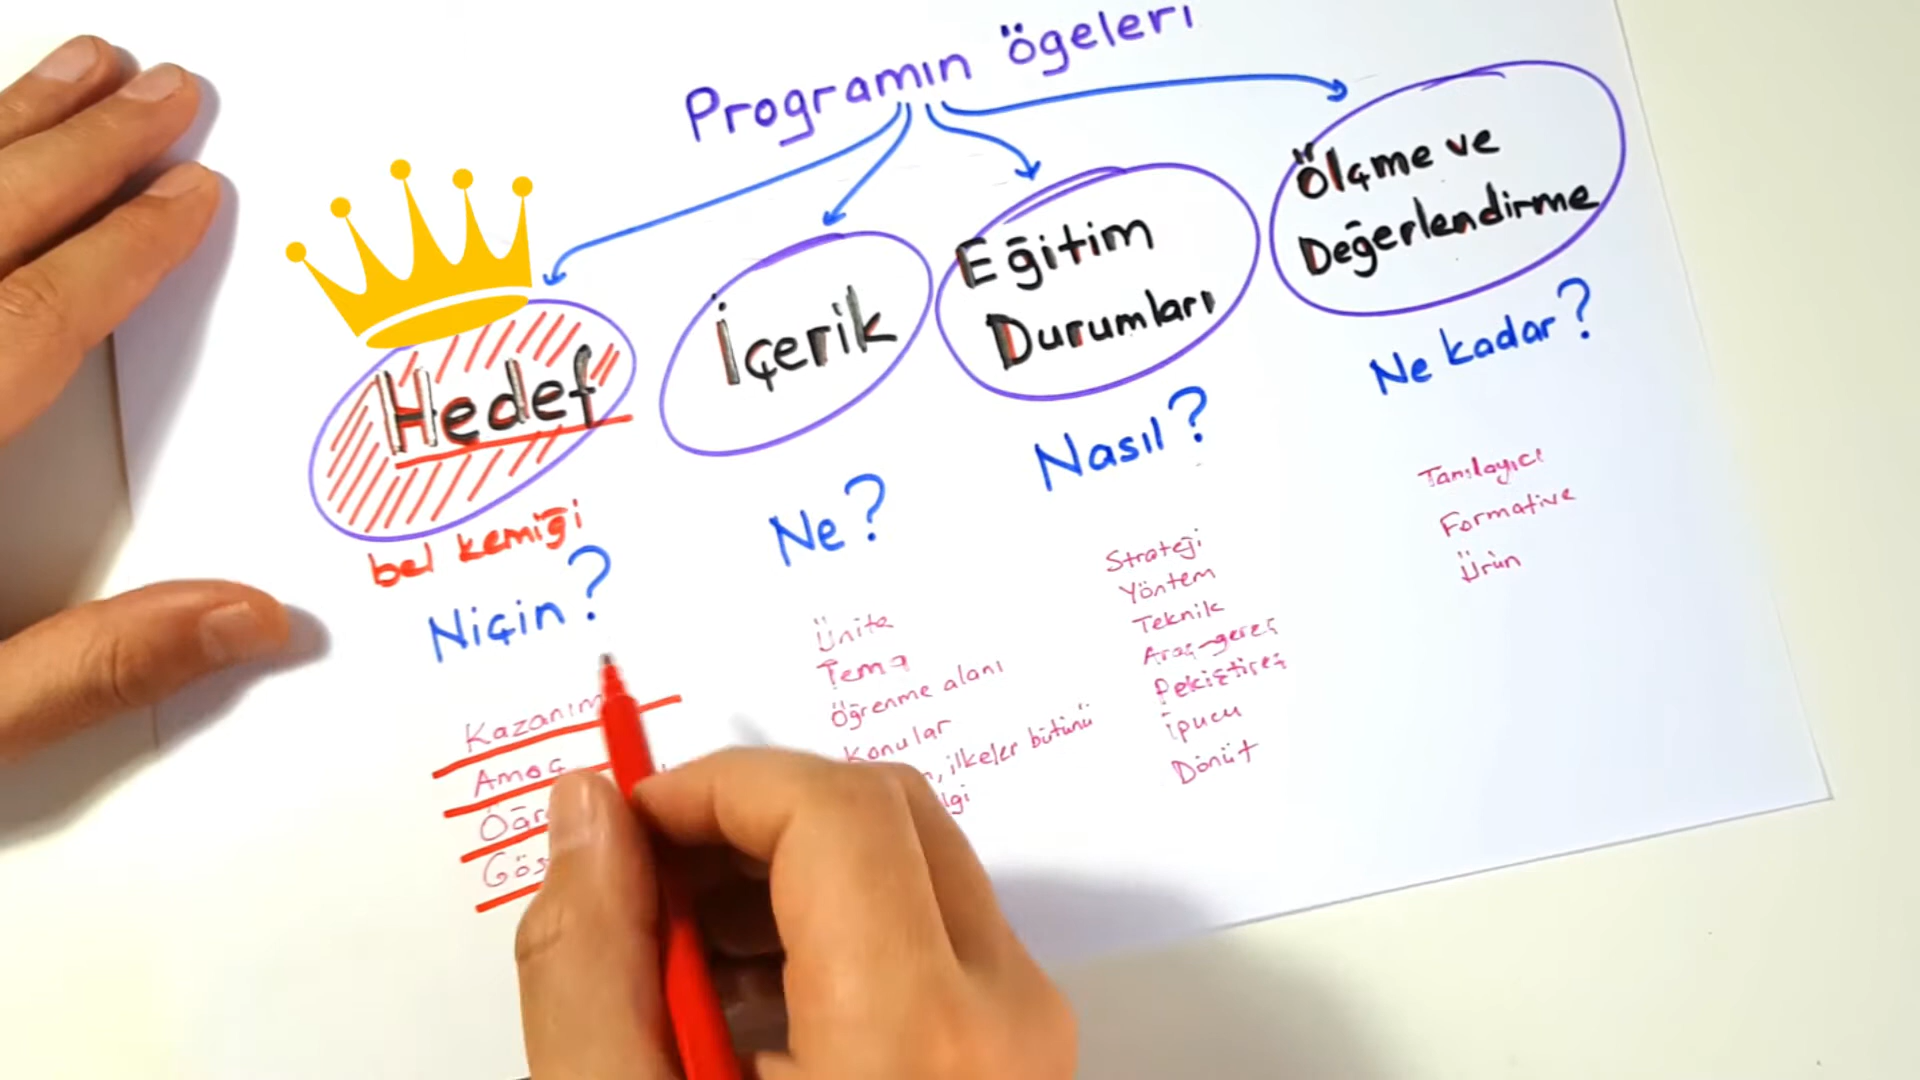 Programın ögeleri
Hedef
bel kemiği
Niçin?
Kazanım
Amaç
İçerik
Ne?
Ünite
Tema
Öğrenme alanı
Konular
ilkeler bütünü
Eğitim
Durumları
Nasıl?
Strateji
Yöntem
Teknik
Araç-gereç
Pekiştireç
İpucu
Dönüt
Ölçme ve
Değerlendirme
Ne kadar?
Tanılayıcı
Formative
Ürün